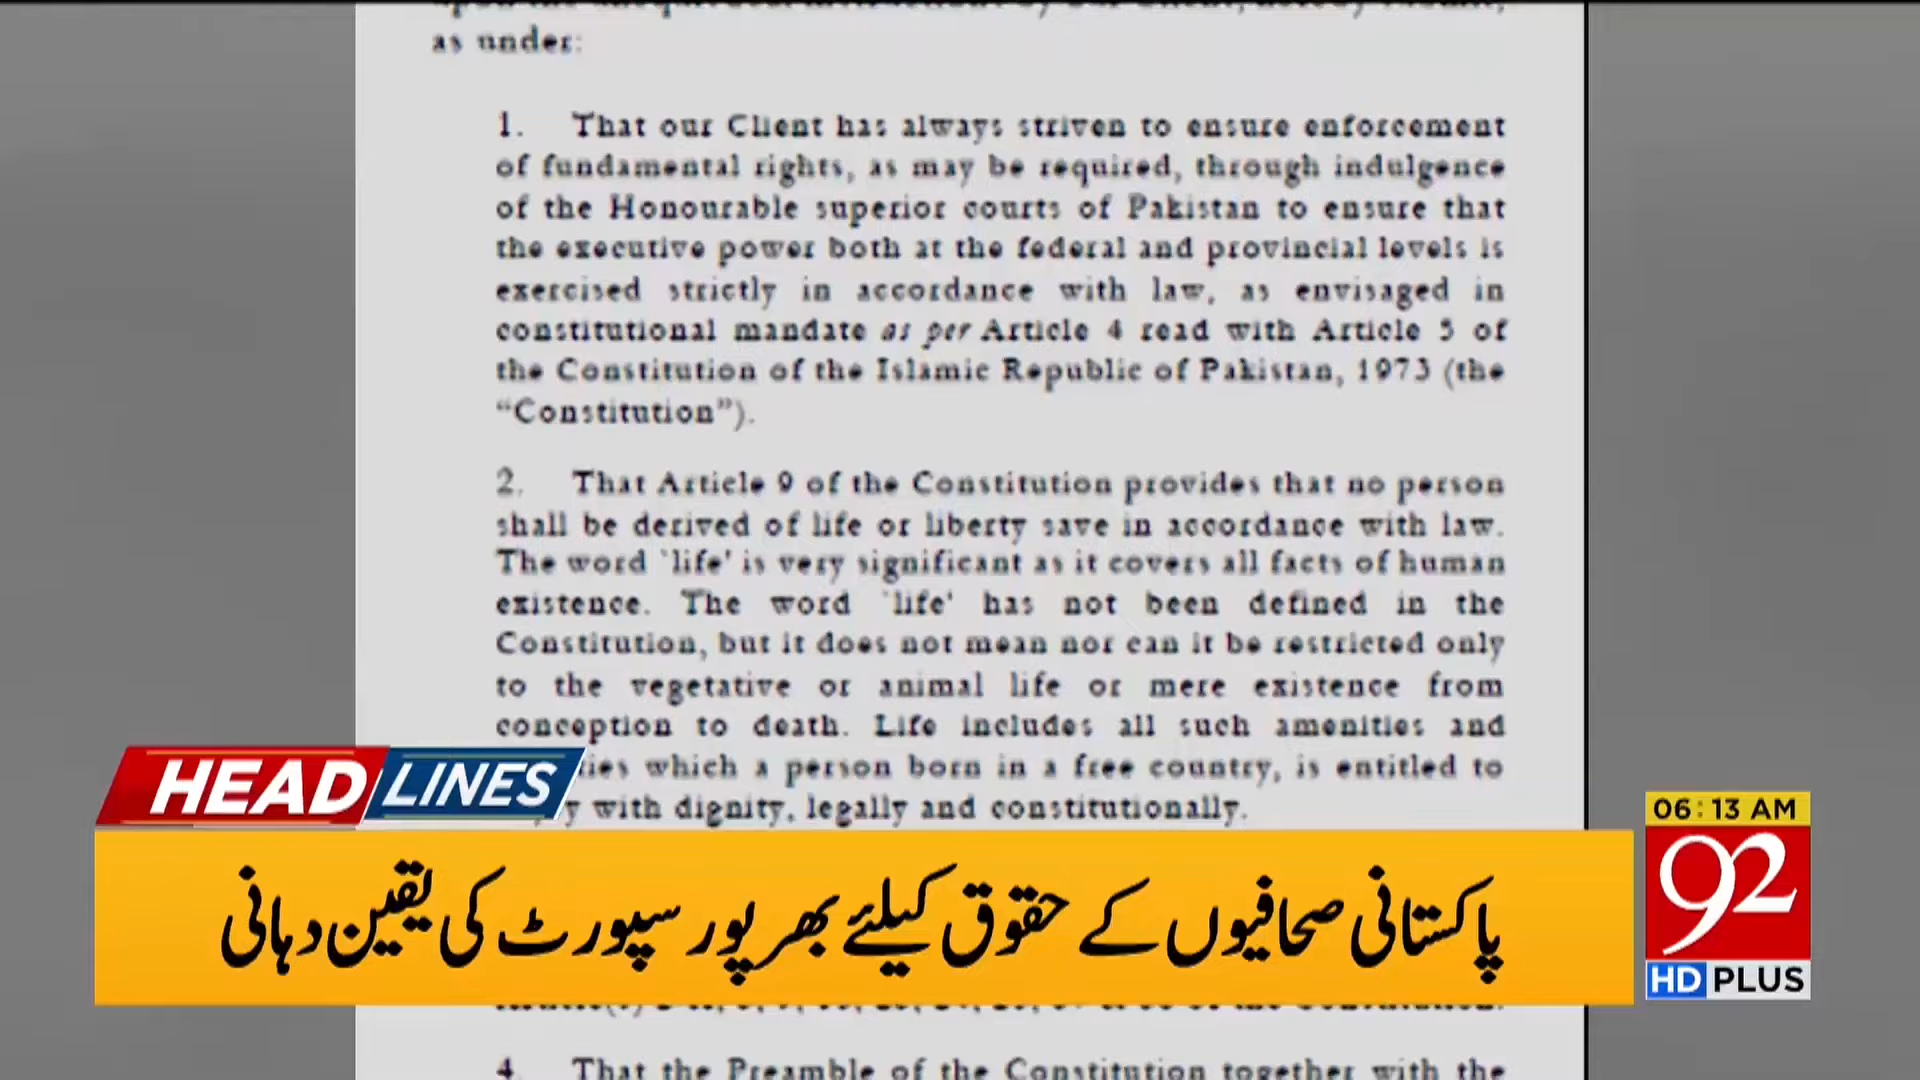 as under:
1. That our Client has always striven to ensure enforcement
of fundamental rights, as may be required, through indulgence
of the Honourable superior courts of Pakistan to ensure that
the executive power both at the federal and provincial levels is
exercised strictly in accordance with law, as envisaged in
constitutional mandate as per Article 4 read with Article 5 of
the Constitution of the Islamic Republic of Pakistan, 1973 (the
“Constitution”).
2. That Article 9 of the Constitution provides that no person
shall be derived of life or liberty save in accordance with law.
The word `life' is very significant as it covers all facts of human
existence. The word `life' has not been defined in the
Constitution, but it does not mean nor can it be restricted only
to the vegetative or animal life or mere existence from
conception to death. Life includes all such amenities and
which a person born in a free country, is entitled to
with dignity, legally and constitutionally.
HEADLINES
پاکستانی صحافیوں کے حقوق کیلئے بھرپور سپورٹ کی یقین دہانی
06:13 AM
92
HD PLUS
4. That the Preamble of the Constitution together with the